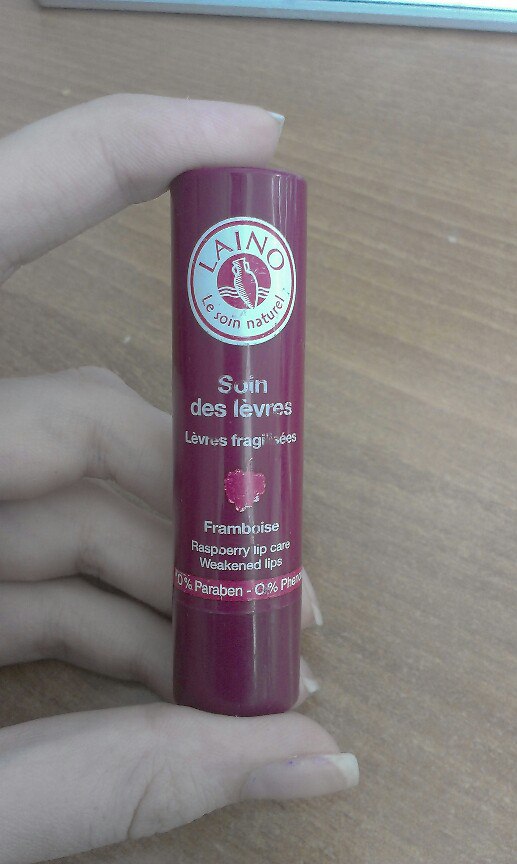 LAINO
Le soin naturel
Soin
des lèvres
Lèvres fragilisées
Framboise
Raspberry lip care
Weakened lips
0% Paraben - 0% Pheno